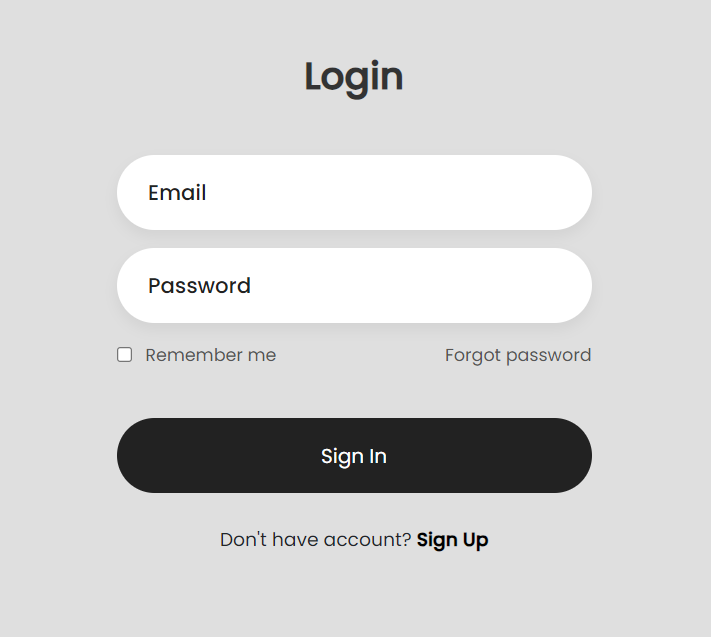 Login
Email
Password
Remember me Forgot password
Sign In
Don't have account? Sign Up